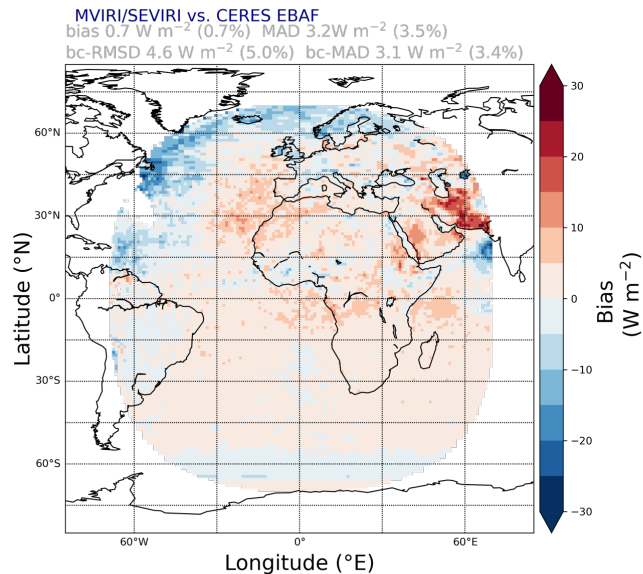 MVIRI/SEVIRI vs. CERES EBAF
bias 0.7 W m⁻² (0.7%) MAD 3.2W m⁻² (3.5%)
bc-RMSD 4.6 W m⁻² (5.0%) bc-MAD 3.1 W m⁻² (3.4%)
60°N
30°N
0°
30°S
60°S
Latitude (°N)
60°W
0°
60°E
Longitude (°E)
30
20
10
0
−10
−20
−30
Bias
(W m⁻²)